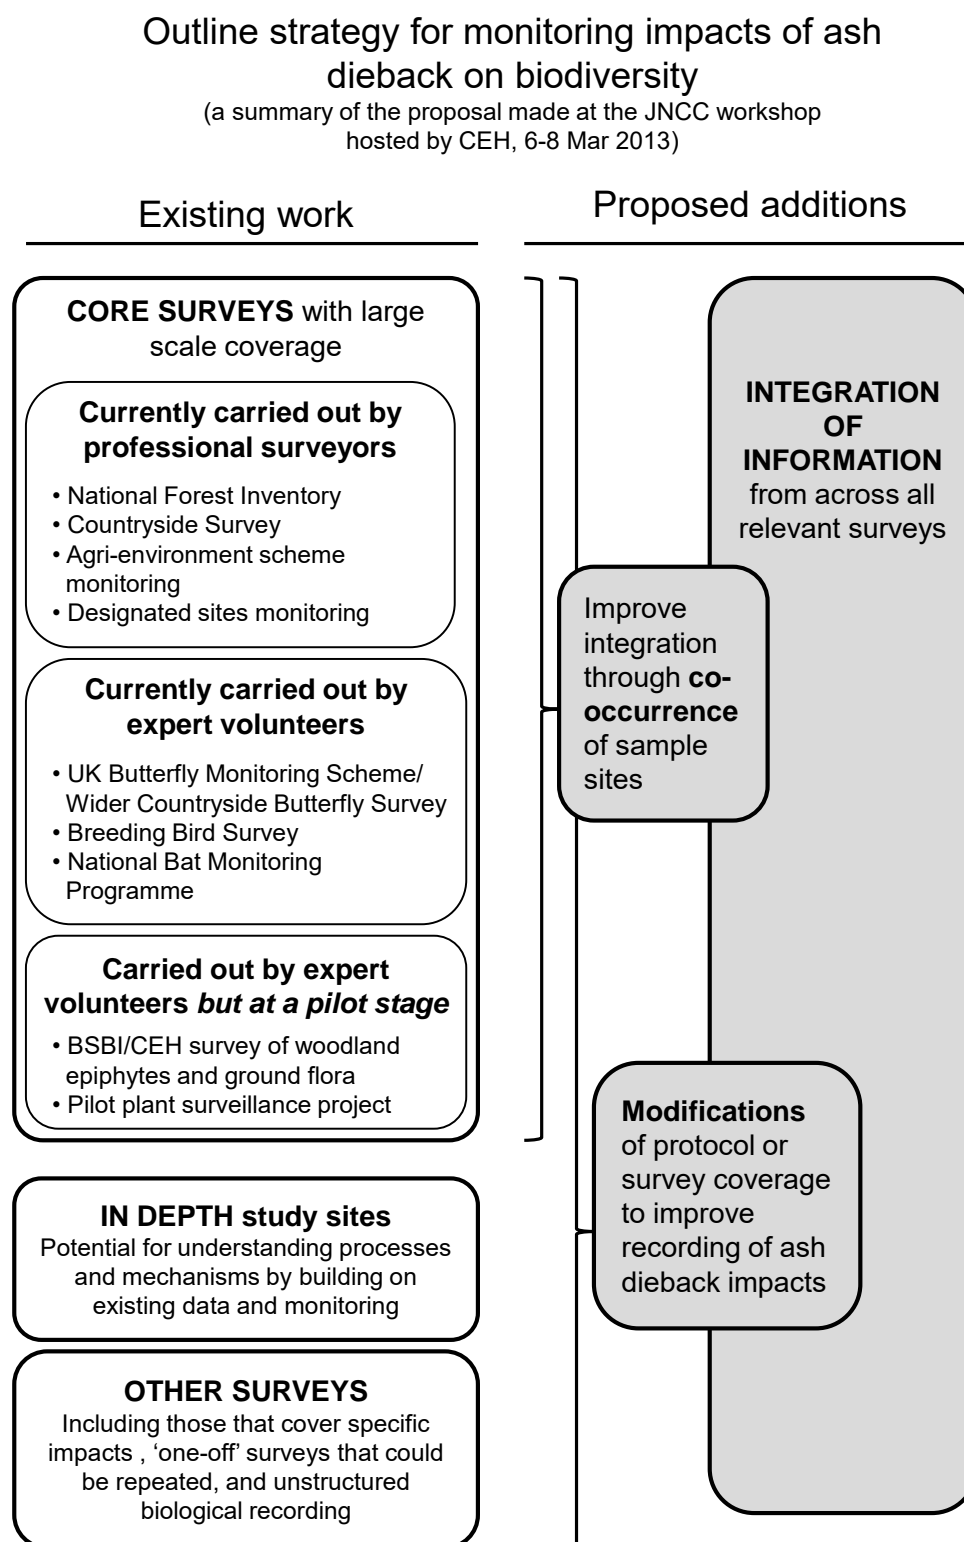 Outline strategy for monitoring impacts of ash
dieback on biodiversity
(a summary of the proposal made at the JNCC workshop
hosted by CEH, 6-8 Mar 2013)
Existing work
Proposed additions
CORE SURVEYS with large
scale coverage
Currently carried out by
professional surveyors
• National Forest Inventory
• Countryside Survey
• Agri-environment scheme
monitoring
• Designated sites monitoring
Currently carried out by
expert volunteers
• UK Butterfly Monitoring Scheme/
Wider Countryside Butterfly Survey
• Breeding Bird Survey
• National Bat Monitoring
Programme
Carried out by expert
volunteers but at a pilot stage
• BSBI/CEH survey of woodland
epiphytes and ground flora
• Pilot plant surveillance project
IN DEPTH study sites
Potential for understanding processes
and mechanisms by building on
existing data and monitoring
OTHER SURVEYS
Including those that cover specific
impacts , ‘one-off’ surveys that could
be repeated, and unstructured
biological recording
INTEGRATION
OF
INFORMATION
from across all
relevant surveys
Improve
integration
through co-
occurrence
of sample
sites
Modifications
of protocol or
survey coverage
to improve
recording of ash
dieback impacts